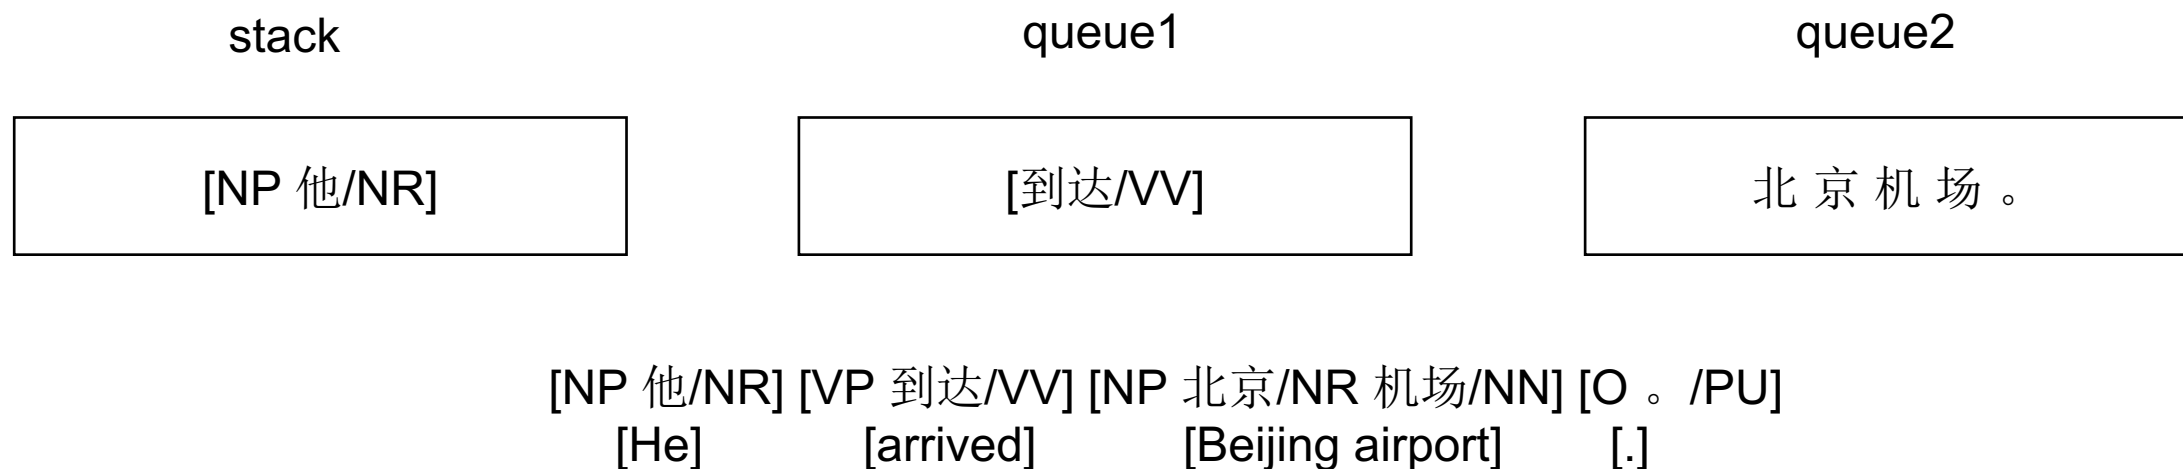 stack queue1 queue2
[NP 他/NR] [到达/VV] 北 京 机 场 。
[NP 他/NR] [VP 到达/VV] [NP 北京/NR 机场/NN] [O 。/PU]
[He] [arrived] [Beijing airport] [.]